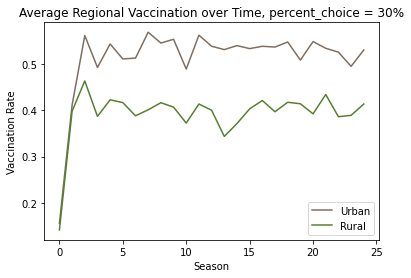 Average Regional Vaccination over Time, percent_choice = 30%
Vaccination Rate
0.5
0.4
0.3
0.2
Urban
Rural
0
5
10
15
20
25
Season